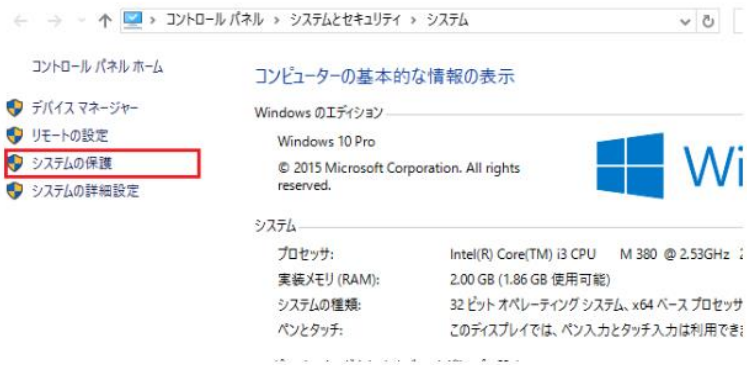 コントロール パネル › システムとセキュリティ › システム
コントロール パネル ホーム
デバイス マネージャー
リモートの設定
システムの保護
システムの詳細設定
コンピューターの基本的な情報の表示
Windows のエディション
Windows 10 Pro
© 2015 Microsoft Corporation. All rights
reserved.
Wi
システム
プロセッサ: Intel(R) Core(TM) i3 CPU M 380 @ 2.53GHz 2
実装メモリ (RAM): 2.00 GB (1.86 GB 使用可能)
システムの種類: 32 ビット オペレーティング システム、x64 ベース プロセッサ
ペンとタッチ: このディスプレイでは、ペン入力とタッチ入力は利用でき